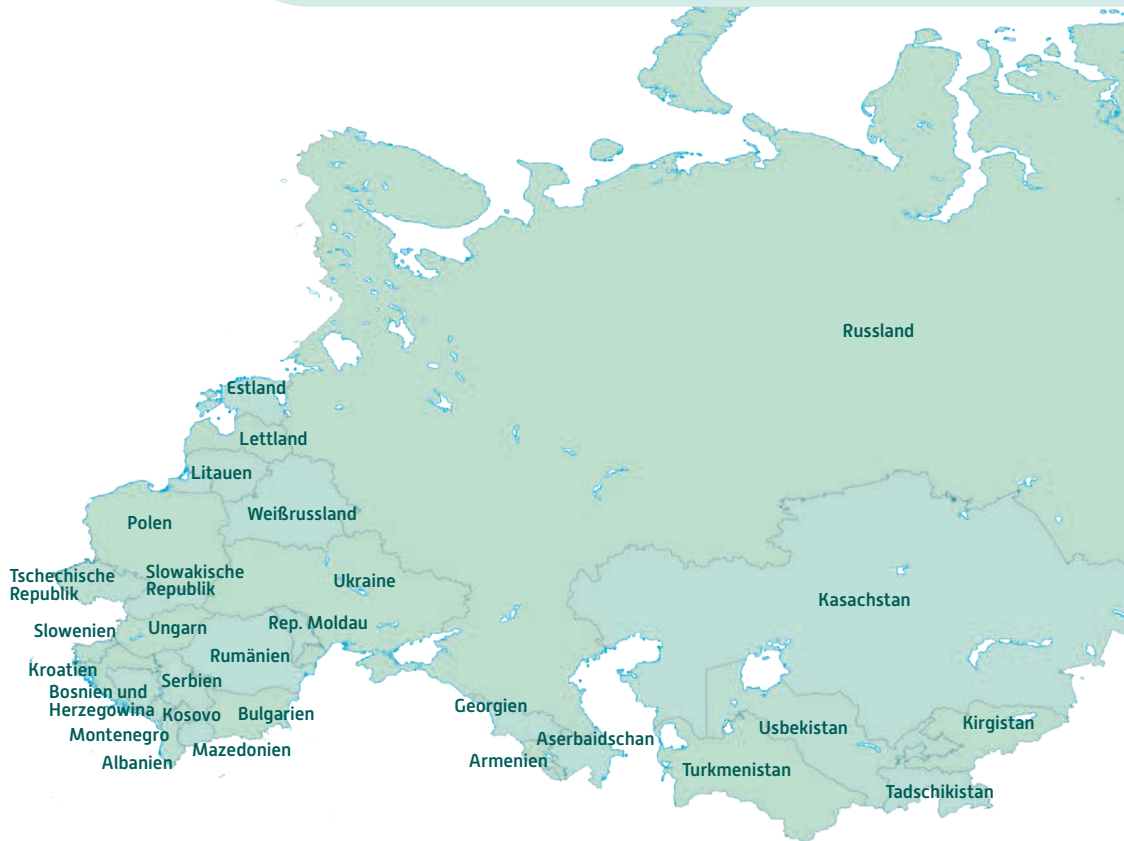 Russland
Estland
Lettland
Litauen
Weißrussland
Polen
Tschechische
Republik
Slowakische
Republik
Ukraine
Kasachstan
Slowenien
Ungarn
Rep. Moldau
Rumänien
Kroatien
Serbien
Bosnien und
Herzegowina
Kosovo
Bulgarien
Montenegro
Mazedonien
Albanien
Georgien
Aserbaidschan
Armenien
Usbekistan
Kirgistan
Turkmenistan
Tadschikistan